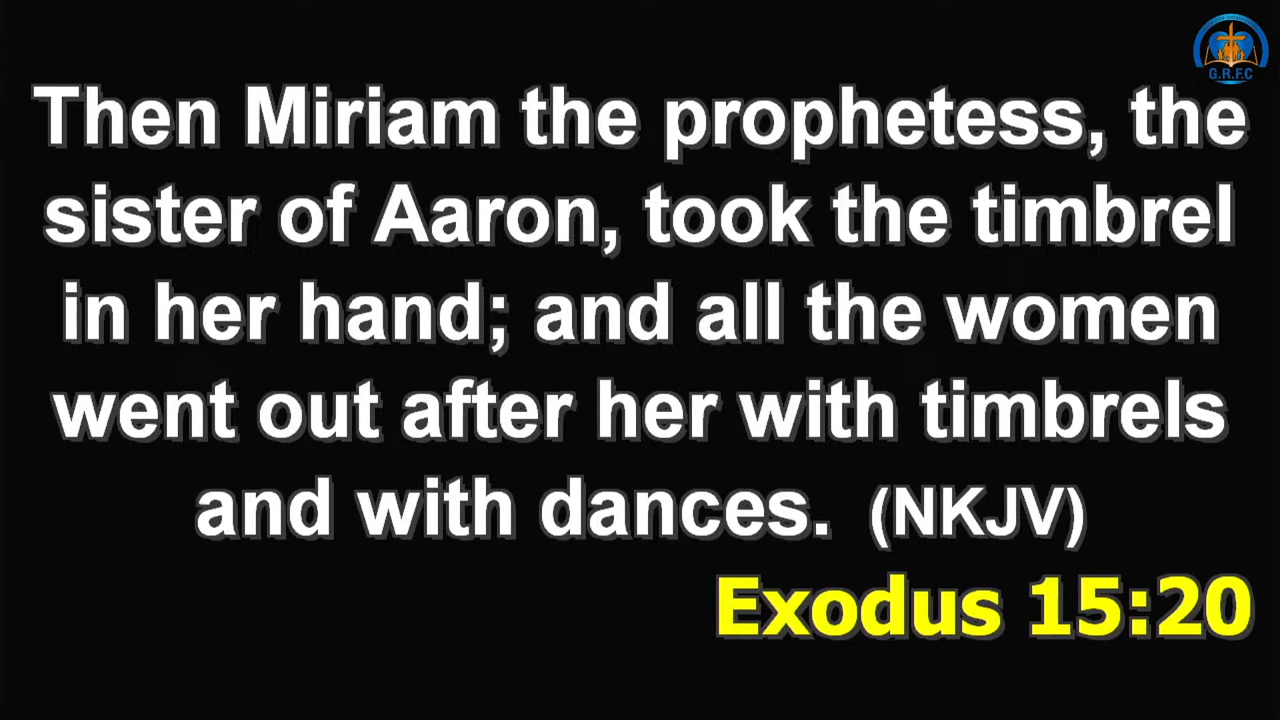 G.R.F.C
Then Miriam the prophetess, the
sister of Aaron, took the timbrel
in her hand; and all the women
went out after her with timbrels
and with dances. (NKJV)
Exodus 15:20